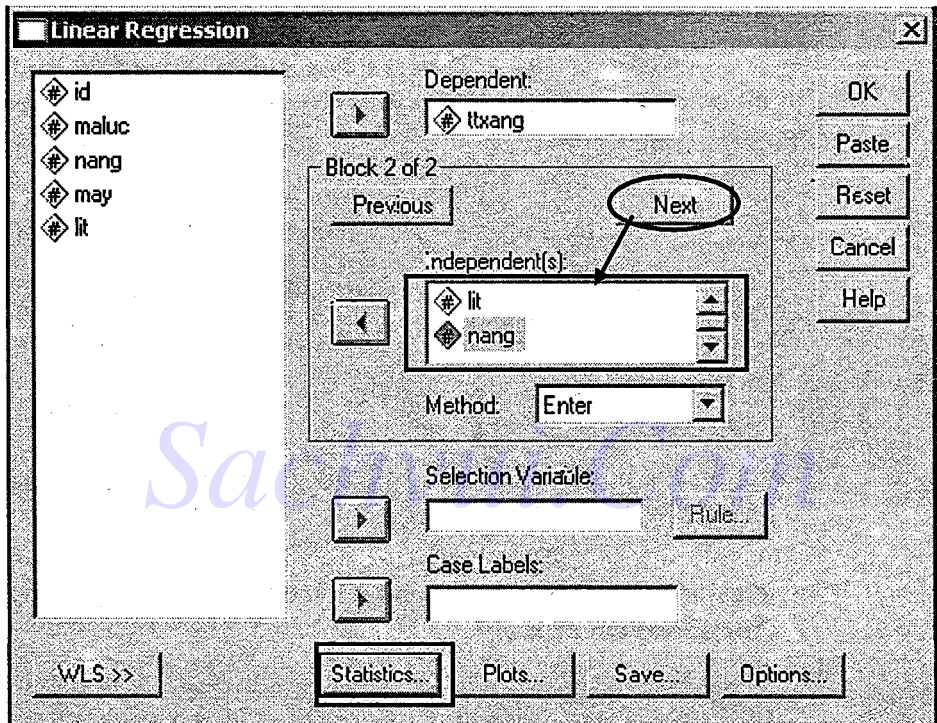 Linear Regression
id
maluc
nang
may
lit
Dependent:
ttxang
Block 2 of 2
Previous
Next
Independent(s):
lit
nang
Method:
Enter
Selection Variable:
Rule...
Case Labels:
OK
Paste
Reset
Cancel
Help
WLS >>
Statistics...
Plots...
Save...
Options...
Sachvui.Com